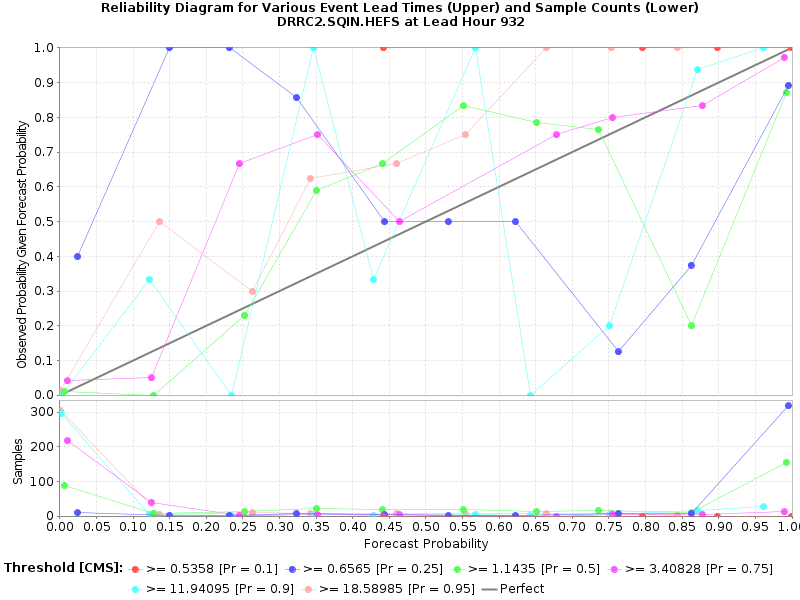 Reliability Diagram for Various Event Lead Times (Upper) and Sample Counts (Lower)
DRRC2.SQIN.HEFS at Lead Hour 932
Observed Probability Given Forecast Probability
1.0
0.9
0.8
0.7
0.6
0.5
0.4
0.3
0.2
0.1
0.0
Samples
300
200
100
0
0.00 0.05 0.10 0.15 0.20 0.25 0.30 0.35 0.40 0.45 0.50 0.55 0.60 0.65 0.70 0.75 0.80 0.85 0.90 0.95 1.00
Forecast Probability
Threshold [CMS]: >= 0.5358 [Pr = 0.1] >= 0.6565 [Pr = 0.25] >= 1.1435 [Pr = 0.5] >= 3.40828 [Pr = 0.75]
>= 11.94095 [Pr = 0.9] >= 18.58985 [Pr = 0.95] Perfect